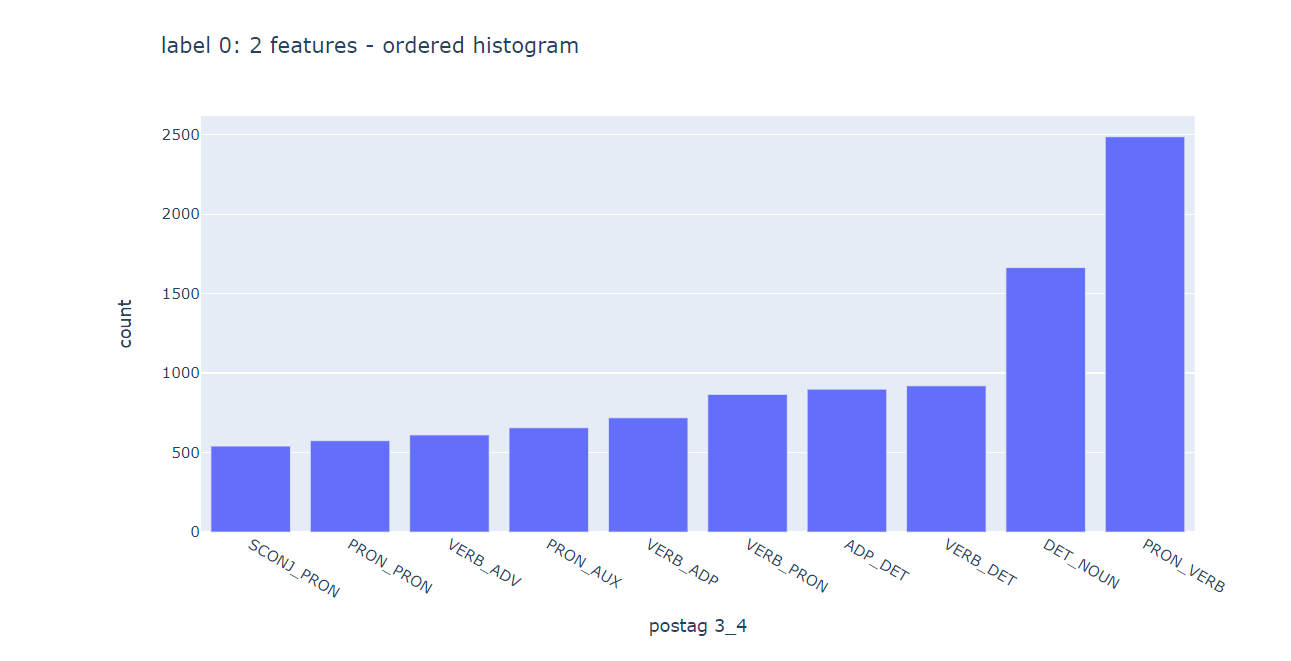 label 0: 2 features - ordered histogram
count
2500
2000
1500
1000
500
0
SCONJ_PRON
PRON_PRON
VERB_ADV
PRON_AUX
VERB_ADP
VERB_PRON
ADP_DET
VERB_DET
DET_NOUN
PRON_VERB
postag 3_4